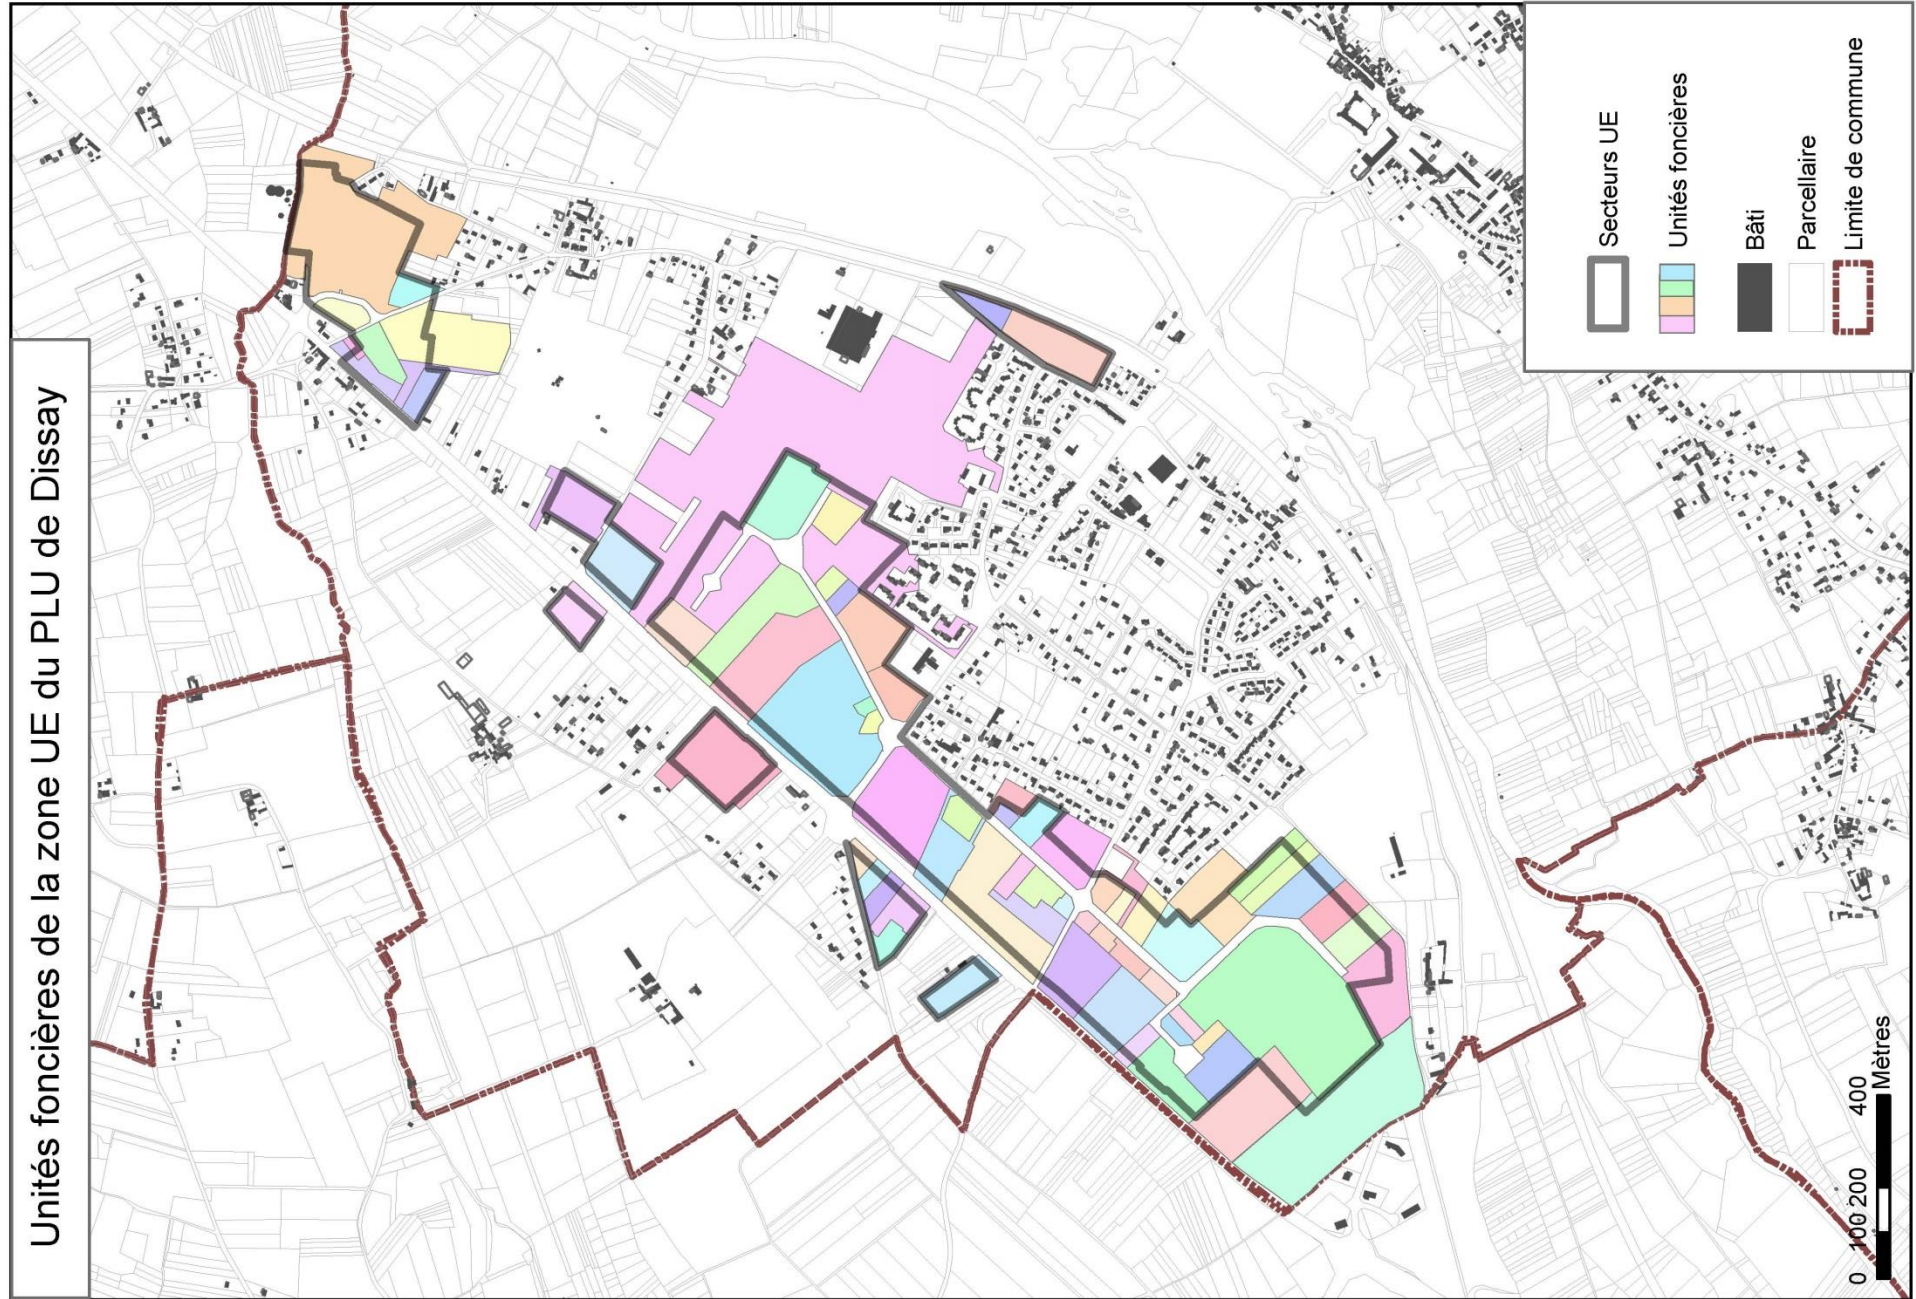 Unités foncières de la zone UE du PLU de Dissay
Secteurs UE
Unités foncières
Bâti
Parcellaire
Limite de commune
0 100 200 400
Mètres